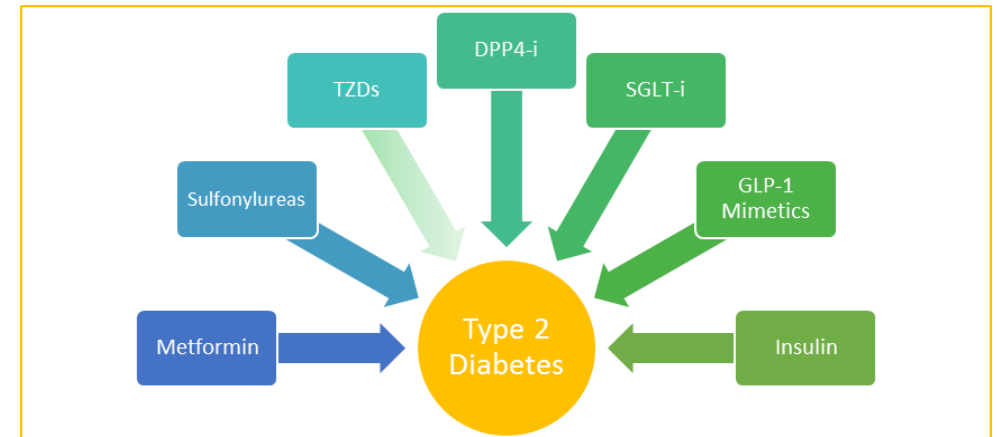 DPP4-i
TZDs
SGLT-i
Sulfonylureas
GLP-1
Mimetics
Metformin
Type 2
Diabetes
Insulin